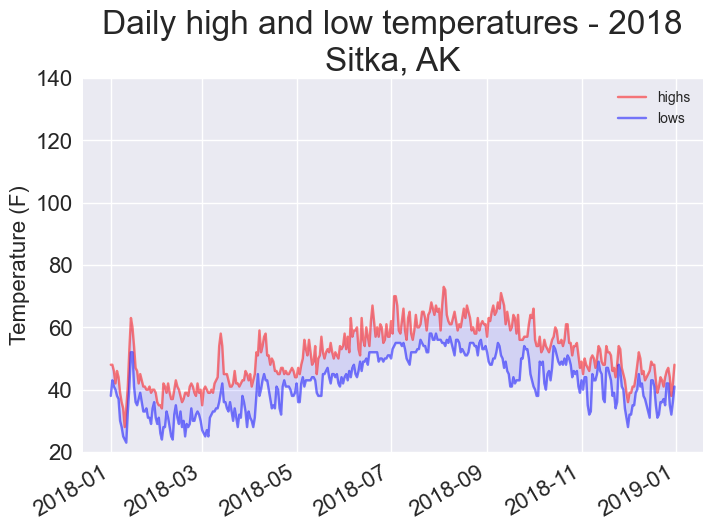 Daily high and low temperatures - 2018
Sitka, AK
140
120
100
80
60
40
20
Temperature (F)
highs
lows
2018-01
2018-03
2018-05
2018-07
2018-09
2018-11
2019-01